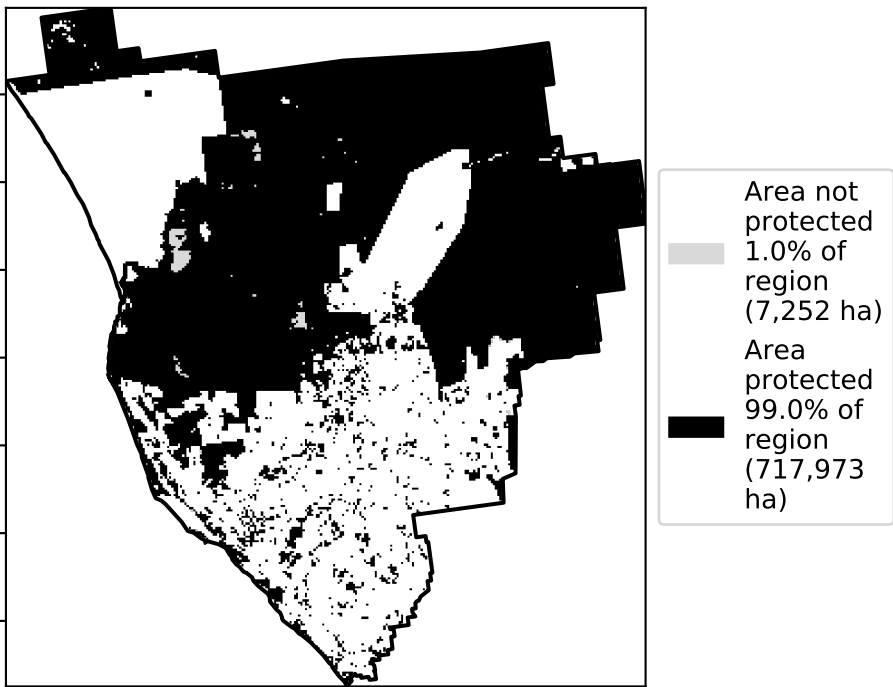 Area not
protected
1.0% of
region
(7,252 ha)
Area
protected
99.0% of
region
(717,973
ha)